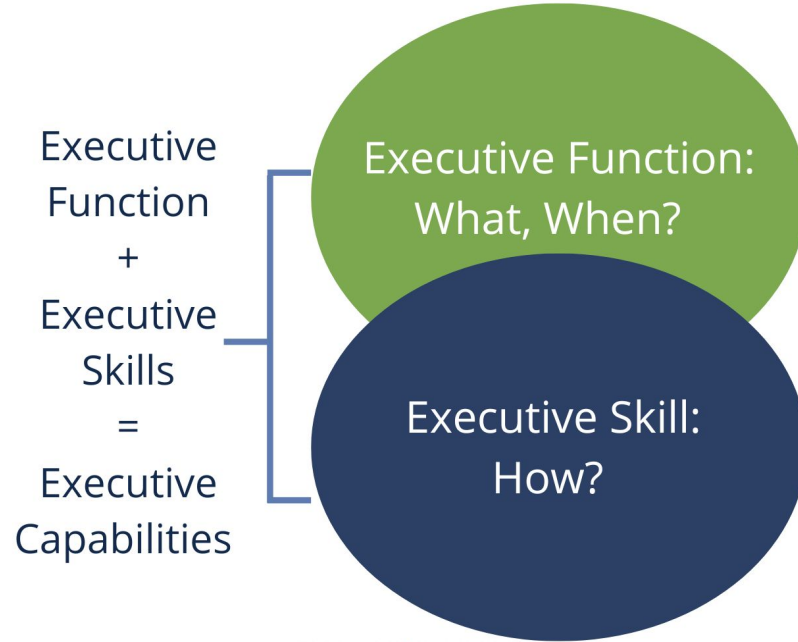 Executive
Function
+
Executive
Skills
=
Executive
Capabilities
Executive Function:
What, When?
Executive Skill:
How?